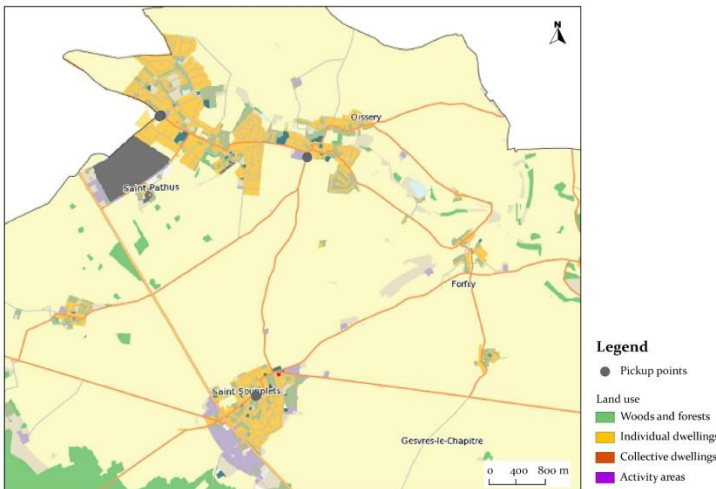 N
Oissery
Saint-Pathus
Forfry
Saint Soupplets
Gesvres-le-Chapitre
0 400 800 m
Legend
Pickup points
Land use
Woods and forests
Individual dwellings
Collective dwellings
Activity areas